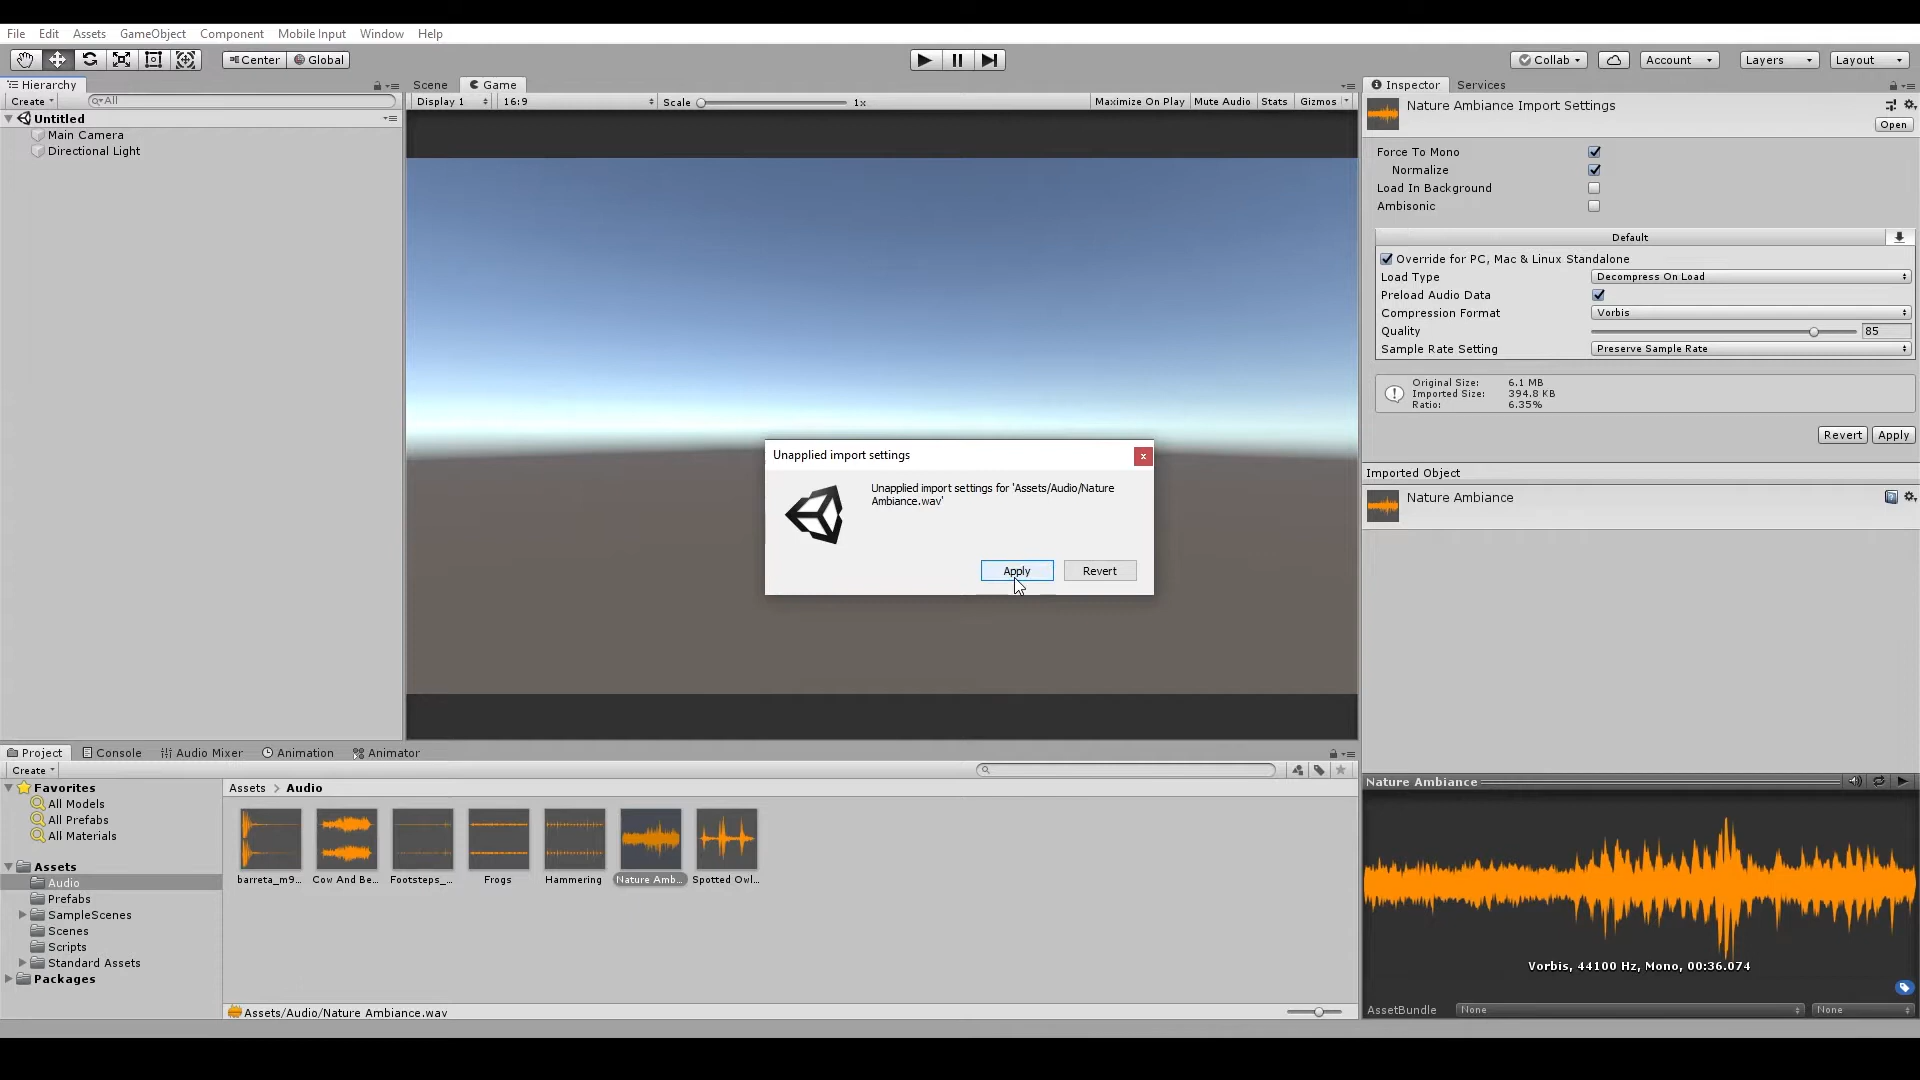 File Edit Assets GameObject Component Mobile Input Window Help
Center Global Collab Account Layers Layout
Hierarchy
Create All
Untitled
Main Camera
Directional Light
Scene Game
Display 1 16:9 Scale 1x Maximize On Play Mute Audio Stats Gizmos
Inspector Services
Nature Ambiance Import Settings
Open
Force To Mono
Normalize
Load In Background
Ambisonic
Default
Override for PC, Mac & Linux Standalone
Load Type Decompress On Load
Preload Audio Data
Compression Format Vorbis
Quality 85
Sample Rate Setting Preserve Sample Rate
Original Size: 6.1 MB
Imported Size: 394.8 KB
Ratio: 6.35%
Revert Apply
Imported Object
Nature Ambiance
Unapplied import settings
Unapplied import settings for 'Assets/Audio/Nature
Ambiance.wav'
Apply Revert
Project Console Audio Mixer Animation Animator
Create
Favorites
All Models
All Prefabs
All Materials
Assets
Audio
Prefabs
SampleScenes
Scenes
Scripts
Standard Assets
Packages
Assets > Audio
barreta_m9... Cow And Be... Footsteps_... Frogs Hammering Nature Amb... Spotted Owl...
Assets/Audio/Nature Ambiance.wav
Nature Ambiance
Vorbis, 44100 Hz, Mono, 00:36.074
AssetBundle None None